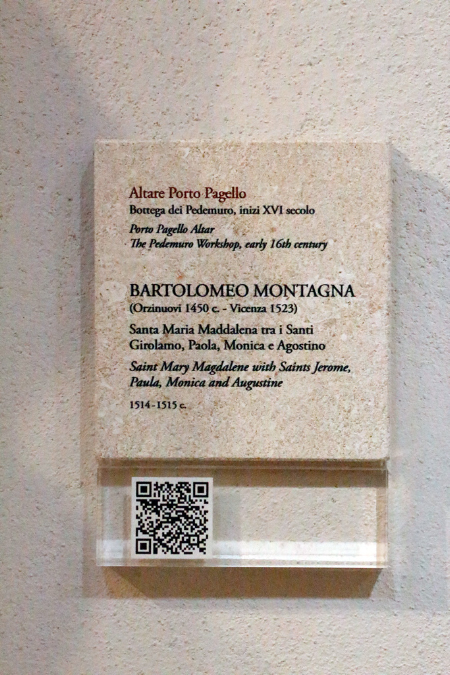 Altare Porto Pagello
Bottega dei Pedemuro, inizi XVI secolo
Porto Pagello Altar
The Pedemuro Workshop, early 16th century
BARTOLOMEO MONTAGNA
(Orzinuovi 1450 c. - Vicenza 1523)
Santa Maria Maddalena tra i Santi
Girolamo, Paola, Monica e Agostino
Saint Mary Magdalene with Saints Jerome,
Paula, Monica and Augustine
1514-1515 c.